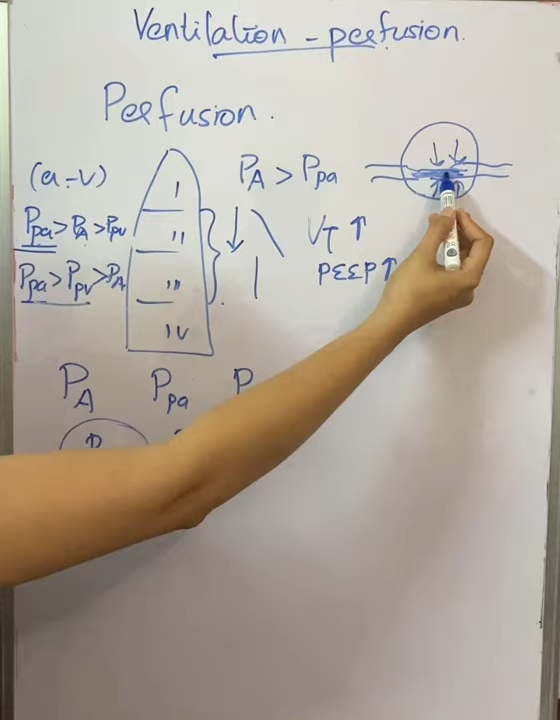 Ventilation - perfusion.
Perfusion.
(a-v)
Ppa > PA > Ppv
Ppa > Ppv > PA
I
II
III
IV
PA > Ppa
VT ↑
PEEP ↑
PA Ppa P
P